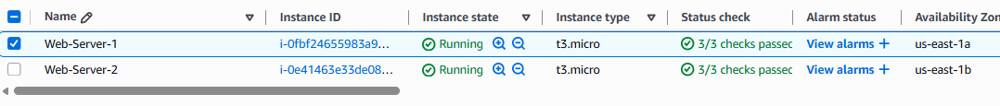 Name Instance ID Instance state Instance type Status check Alarm status Availability Zon
Web-Server-1 i-0fbf24655983a9... Running t3.micro 3/3 checks passed View alarms + us-east-1a
Web-Server-2 i-0e41463e33de08... Running t3.micro 3/3 checks passed View alarms + us-east-1b